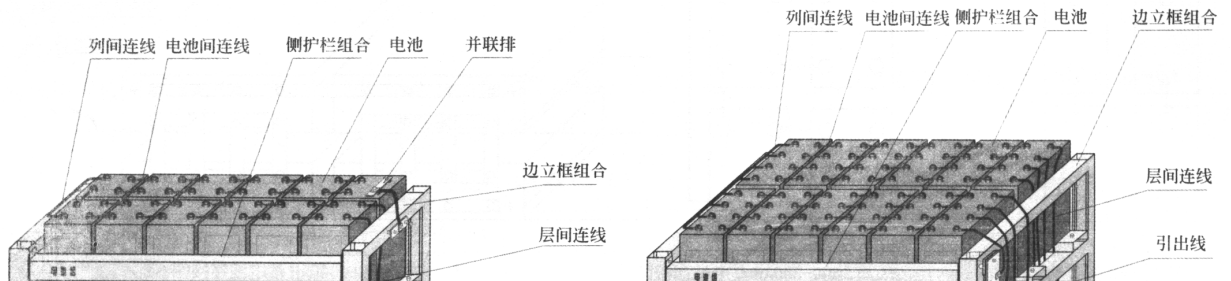 列间连线 电池间连线 侧护栏组合 电池 并联排
边立框组合
层间连线
列间连线 电池间连线 侧护栏组合 电池 边立框组合
层间连线
引出线